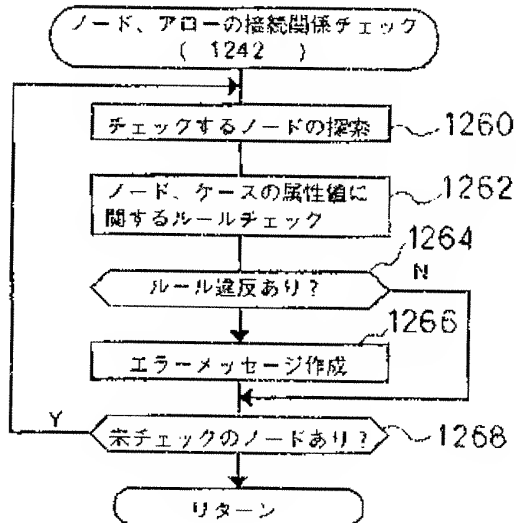 ノード、アローの接続関係チェック
( 1242 )
チェックするノードの探索
1260
ノード、ケースの属性値に
関するルールチェック
1262
ルール違反あり?
1264
N
エラーメッセージ作成
1266
Y
未チェックのノードあり?
1268
リターン